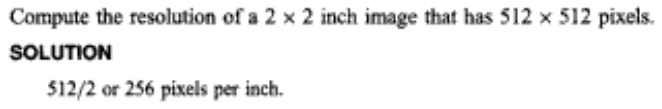 Compute the resolution of a 2 × 2 inch image that has 512 × 512 pixels.
SOLUTION
512/2 or 256 pixels per inch.